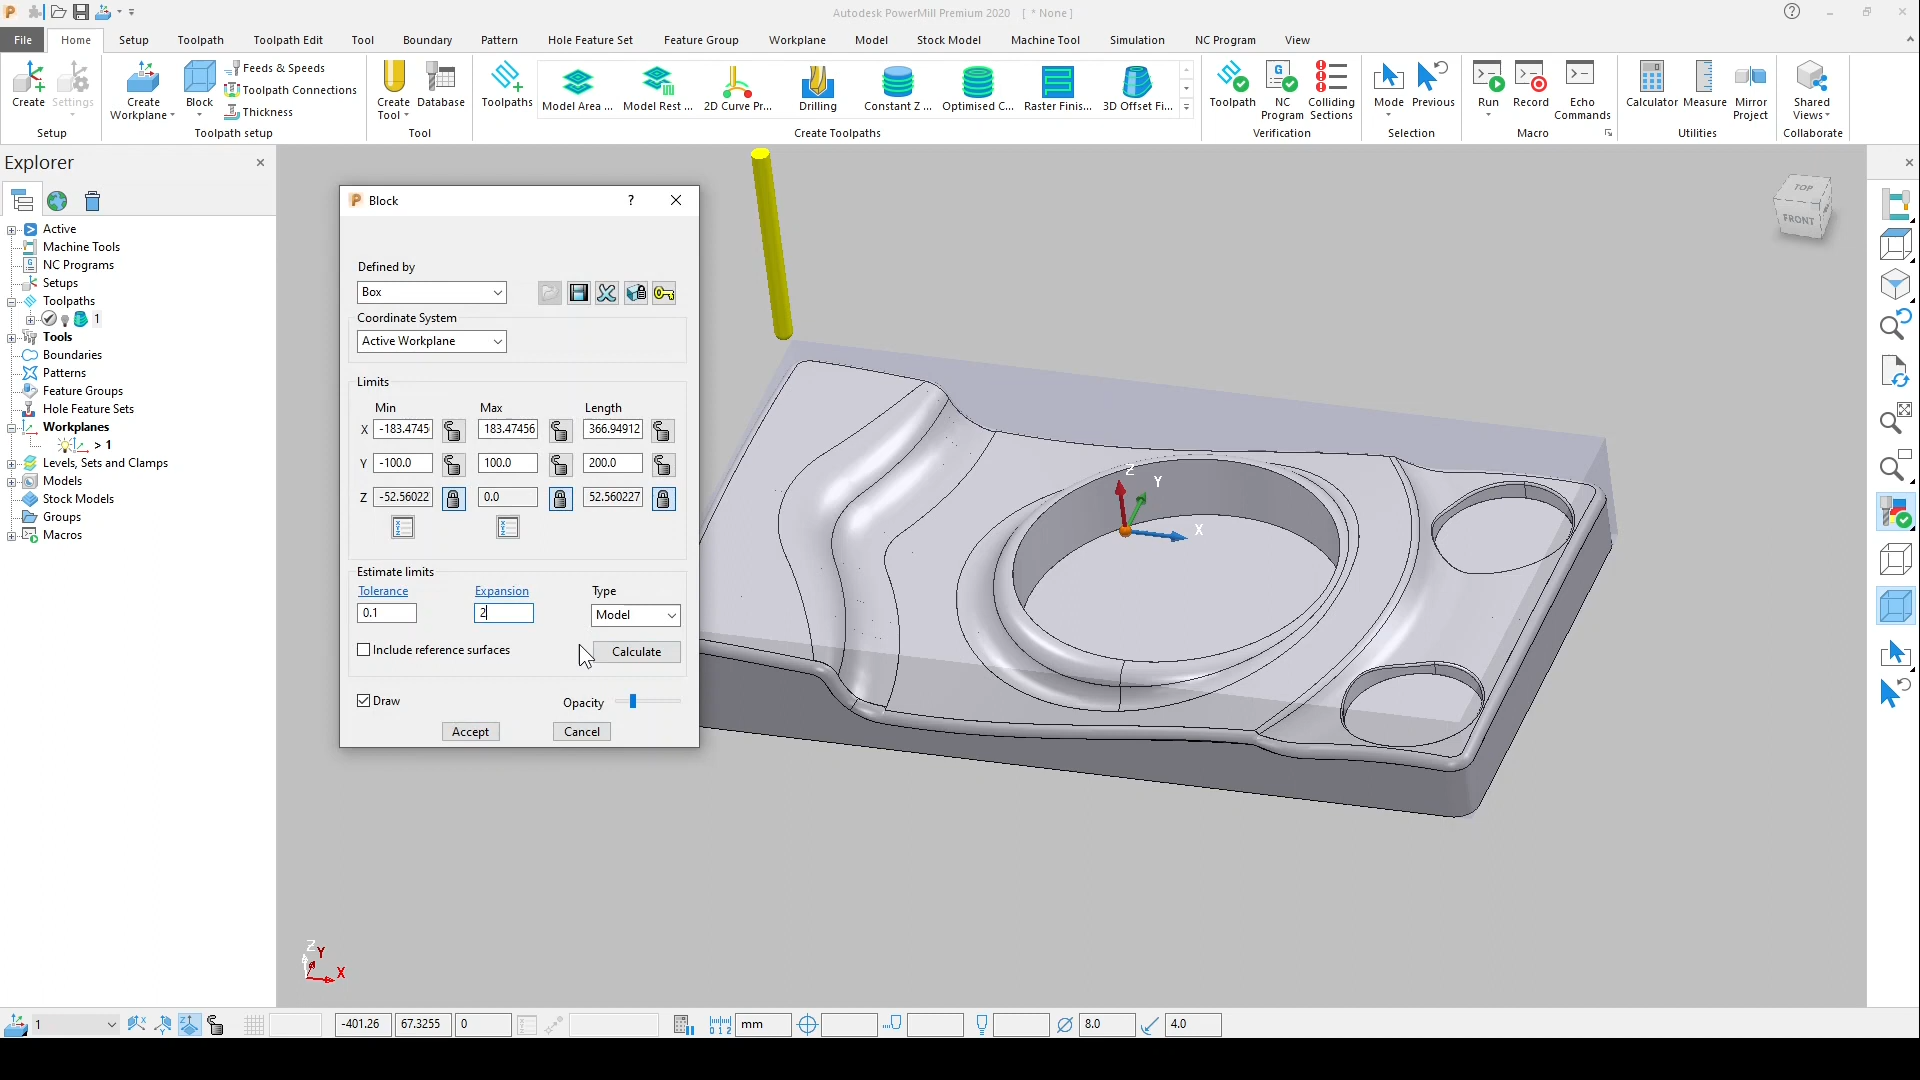 Autodesk PowerMill Premium 2020 [ * None ]
File Home Setup Toolpath Toolpath Edit Tool Boundary Pattern Hole Feature Set Feature Group Workplane Model Stock Model Machine Tool Simulation NC Program View
Create
Settings
Setup
Create
Workplane
Block
Feeds & Speeds
Toolpath Connections
Thickness
Toolpath setup
Create
Tool
Database
Tool
Toolpaths
Model Area ...
Model Rest ...
2D Curve Pr...
Drilling
Constant Z ...
Optimised C...
Raster Finis...
3D Offset Fi...
Create Toolpaths
Toolpath
NC
Program
Colliding
Sections
Verification
Mode
Previous
Selection
Run
Record
Echo
Commands
Macro
Calculator
Measure
Mirror
Project
Utilities
Shared
Views
Collaborate
Explorer
Active
Machine Tools
NC Programs
Setups
Toolpaths
1
Tools
Boundaries
Patterns
Feature Groups
Hole Feature Sets
Workplanes
> 1
Levels, Sets and Clamps
Models
Stock Models
Groups
Macros
Block
?
Defined by
Box
Coordinate System
Active Workplane
Limits
Min Max Length
X -183.4745 183.47456 366.94912
Y -100.0 100.0 200.0
Z -52.56022 0.0 52.560227
Estimate limits
Tolerance Expansion Type
0.1 2 Model
Include reference surfaces
Calculate
Draw
Opacity
Accept
Cancel
TOP
FRONT
Z
Y
X
Z
Y
X
1 -401.26 67.3255 0 mm 8.0 4.0